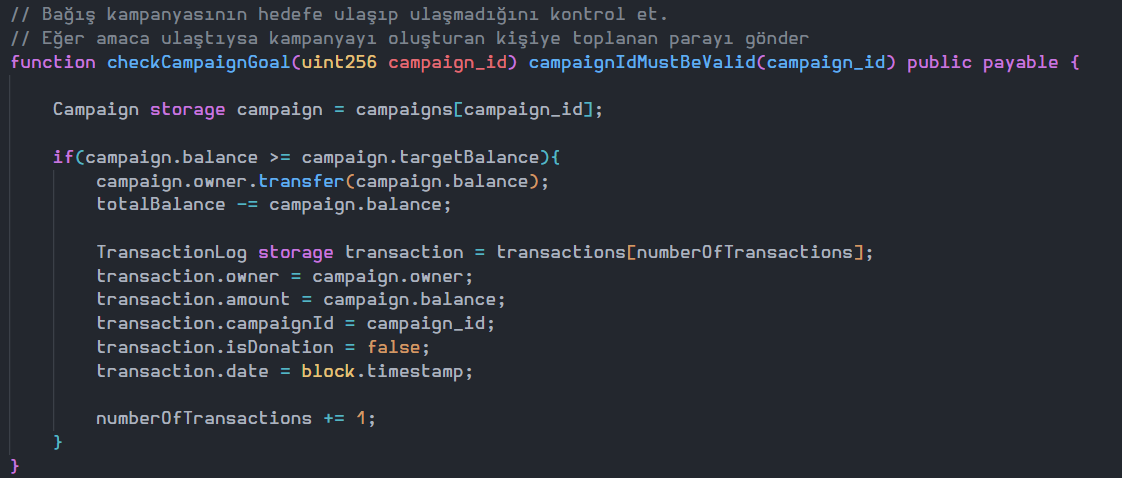 // Bağış kampanyasının hedefe ulaşıp ulaşmadığını kontrol et.
// Eğer amaca ulaştıysa kampanyayı oluşturan kişiye toplanan parayı gönder
function checkCampaignGoal(uint256 campaign_id) campaignIdMustBeValid(campaign_id) public payable {
    Campaign storage campaign = campaigns[campaign_id];
    if(campaign.balance >= campaign.targetBalance){
        campaign.owner.transfer(campaign.balance);
        totalBalance -= campaign.balance;
        TransactionLog storage transaction = transactions[numberOfTransactions];
        transaction.owner = campaign.owner;
        transaction.amount = campaign.balance;
        transaction.campaignId = campaign_id;
        transaction.isDonation = false;
        transaction.date = block.timestamp;
        numberOfTransactions += 1;
    }
}